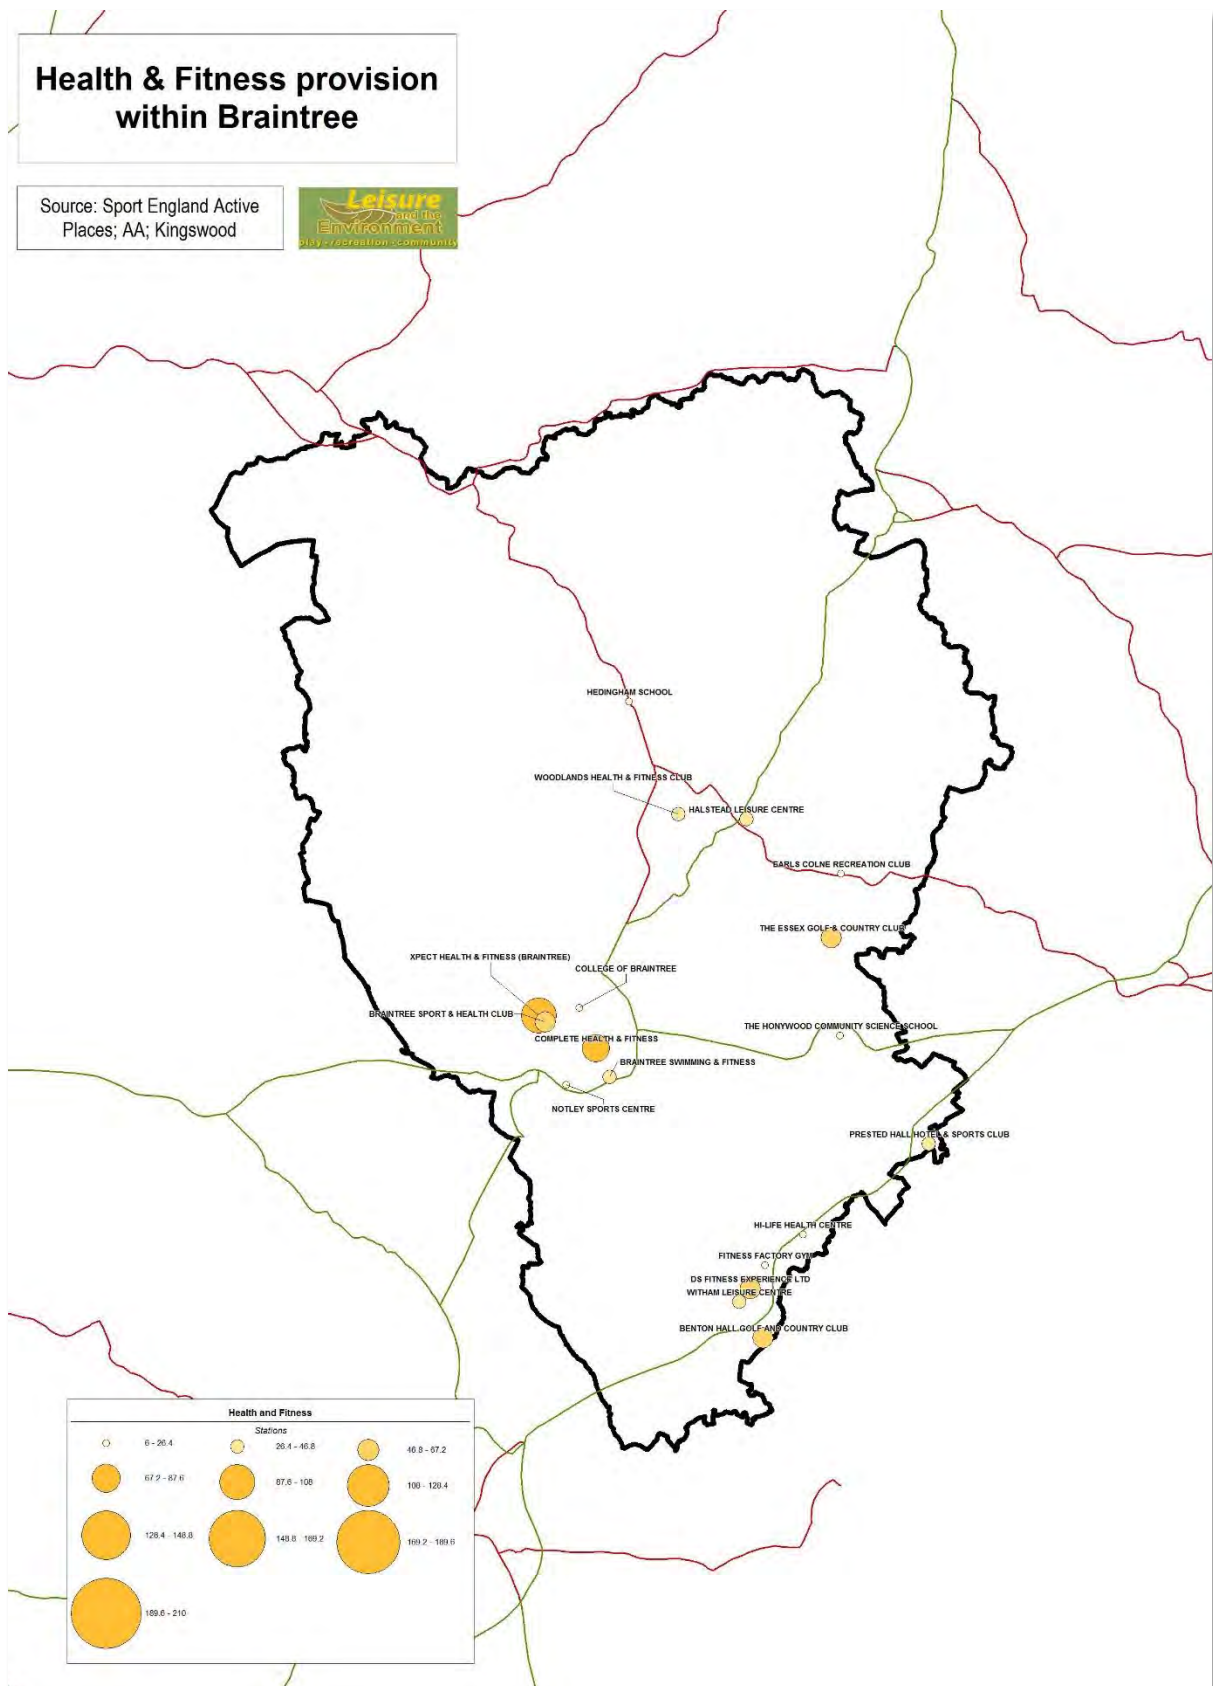 Health & Fitness provision
within Braintree
Source: Sport England Active
Places; AA; Kingswood
Leisure
and the
Environment
play - recreation - community
HEDINGHAM SCHOOL
WOODLANDS HEALTH & FITNESS CLUB
HALSTEAD LEISURE CENTRE
EARLS COLNE RECREATION CLUB
THE ESSEX GOLF & COUNTRY CLUB
XPECT HEALTH & FITNESS (BRAINTREE)
COLLEGE OF BRAINTREE
BRAINTREE SPORT & HEALTH CLUB
THE HONYWOOD COMMUNITY SCIENCE SCHOOL
COMPLETE HEALTH & FITNESS
BRAINTREE SWIMMING & FITNESS
NOTLEY SPORTS CENTRE
PRESTED HALL HOTEL & SPORTS CLUB
HI-LIFE HEALTH CENTRE
FITNESS FACTORY GYM
DS FITNESS EXPERIENCE LTD
WITHAM LEISURE CENTRE
BENTON HALL GOLF AND COUNTRY CLUB
Health and Fitness
Stations
6 - 26.4
26.4 - 46.8
46.8 - 67.2
67.2 - 87.6
87.6 - 108
108 - 128.4
128.4 - 148.8
148.8 - 169.2
169.2 - 189.6
189.6 - 210